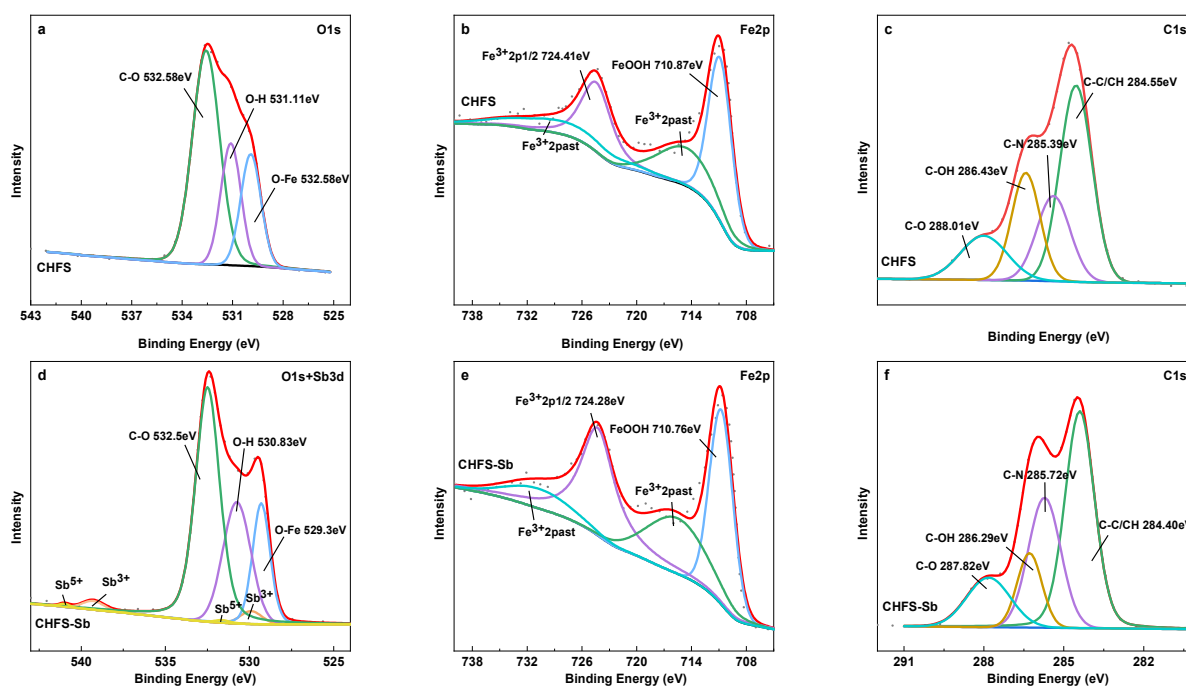 a
O1s
C-O 532.58eV
O-H 531.11eV
O-Fe 532.58eV
CHFS
Intensity
543 540 537 534 531 528 525
Binding Energy (eV)
b
Fe2p
Fe3+2p1/2 724.41eV
FeOOH 710.87eV
CHFS
Fe3+2past
Fe3+2past
Intensity
738 732 726 720 714 708
Binding Energy (eV)
c
C1s
C-C/CH 284.55eV
C-N 285.39eV
C-OH 286.43eV
C-O 288.01eV
CHFS
Intensity
Binding Energy (eV)
d
O1s+Sb3d
C-O 532.5eV
O-H 530.83eV
O-Fe 529.3eV
Sb5+
Sb3+
Sb5+
Sb3+
CHFS-Sb
Intensity
540 536 532 528 524
Binding Energy (eV)
e
Fe2p
Fe3+2p1/2 724.28eV
FeOOH 710.76eV
CHFS-Sb
Fe3+2past
Fe3+2past
Intensity
738 732 726 720 714 708
Binding Energy (eV)
f
C1s
C-N 285.72eV
C-C/CH 284.40eV
C-OH 286.29eV
C-O 287.82eV
CHFS-Sb
Intensity
291 288 285 282
Binding Energy (eV)